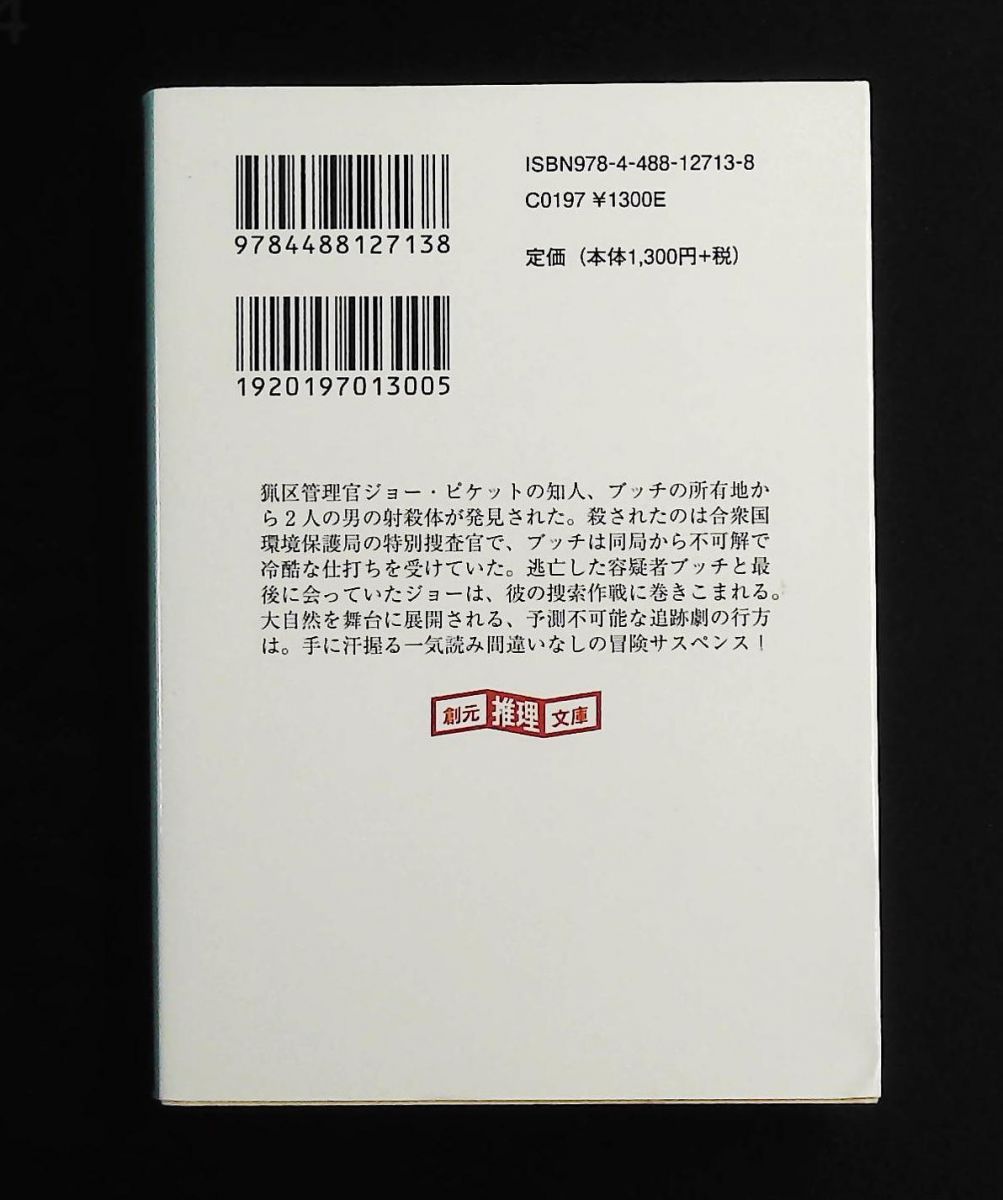 4
ISBN978-4-488-12713-8
C0197 ¥1300E
定価（本体1,300円+税）
9784488127138
1920197013005
猟区管理官ジョー・ピケットの知人、ブッチの所有地か
ら２人の男の射殺体が発見された。殺されたのは合衆国
環境保護局の特別捜査官で、ブッチは同局から不可解で
冷酷な仕打ちを受けていた。逃亡した容疑者ブッチと最
後に会っていたジョーは、彼の捜索作戦に巻きこまれる。
大自然を舞台に展開される、予測不可能な追跡劇の行方
は。手に汗握る一気読み間違いなしの冒険サスペンス！
創元推理文庫